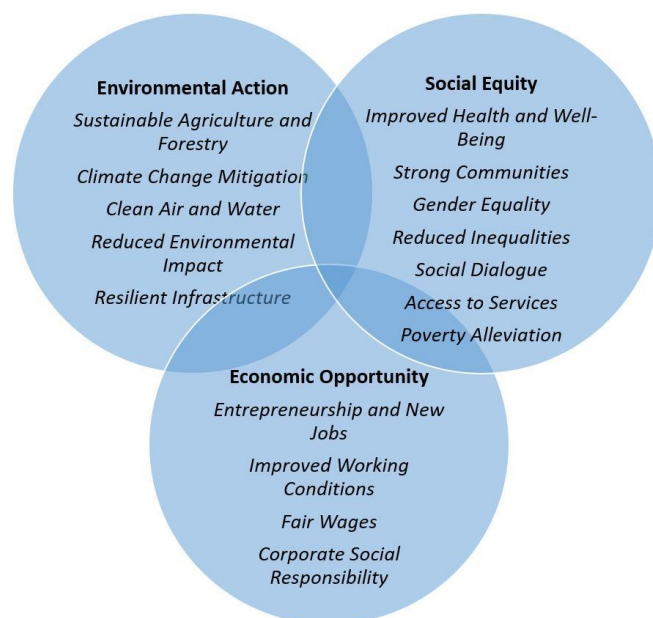 Environmental Action
Sustainable Agriculture and
Forestry
Climate Change Mitigation
Clean Air and Water
Reduced Environmental
Impact
Resilient Infrastructure
Social Equity
Improved Health and Well-
Being
Strong Communities
Gender Equality
Reduced Inequalities
Social Dialogue
Access to Services
Poverty Alleviation
Economic Opportunity
Entrepreneurship and New
Jobs
Improved Working
Conditions
Fair Wages
Corporate Social
Responsibility